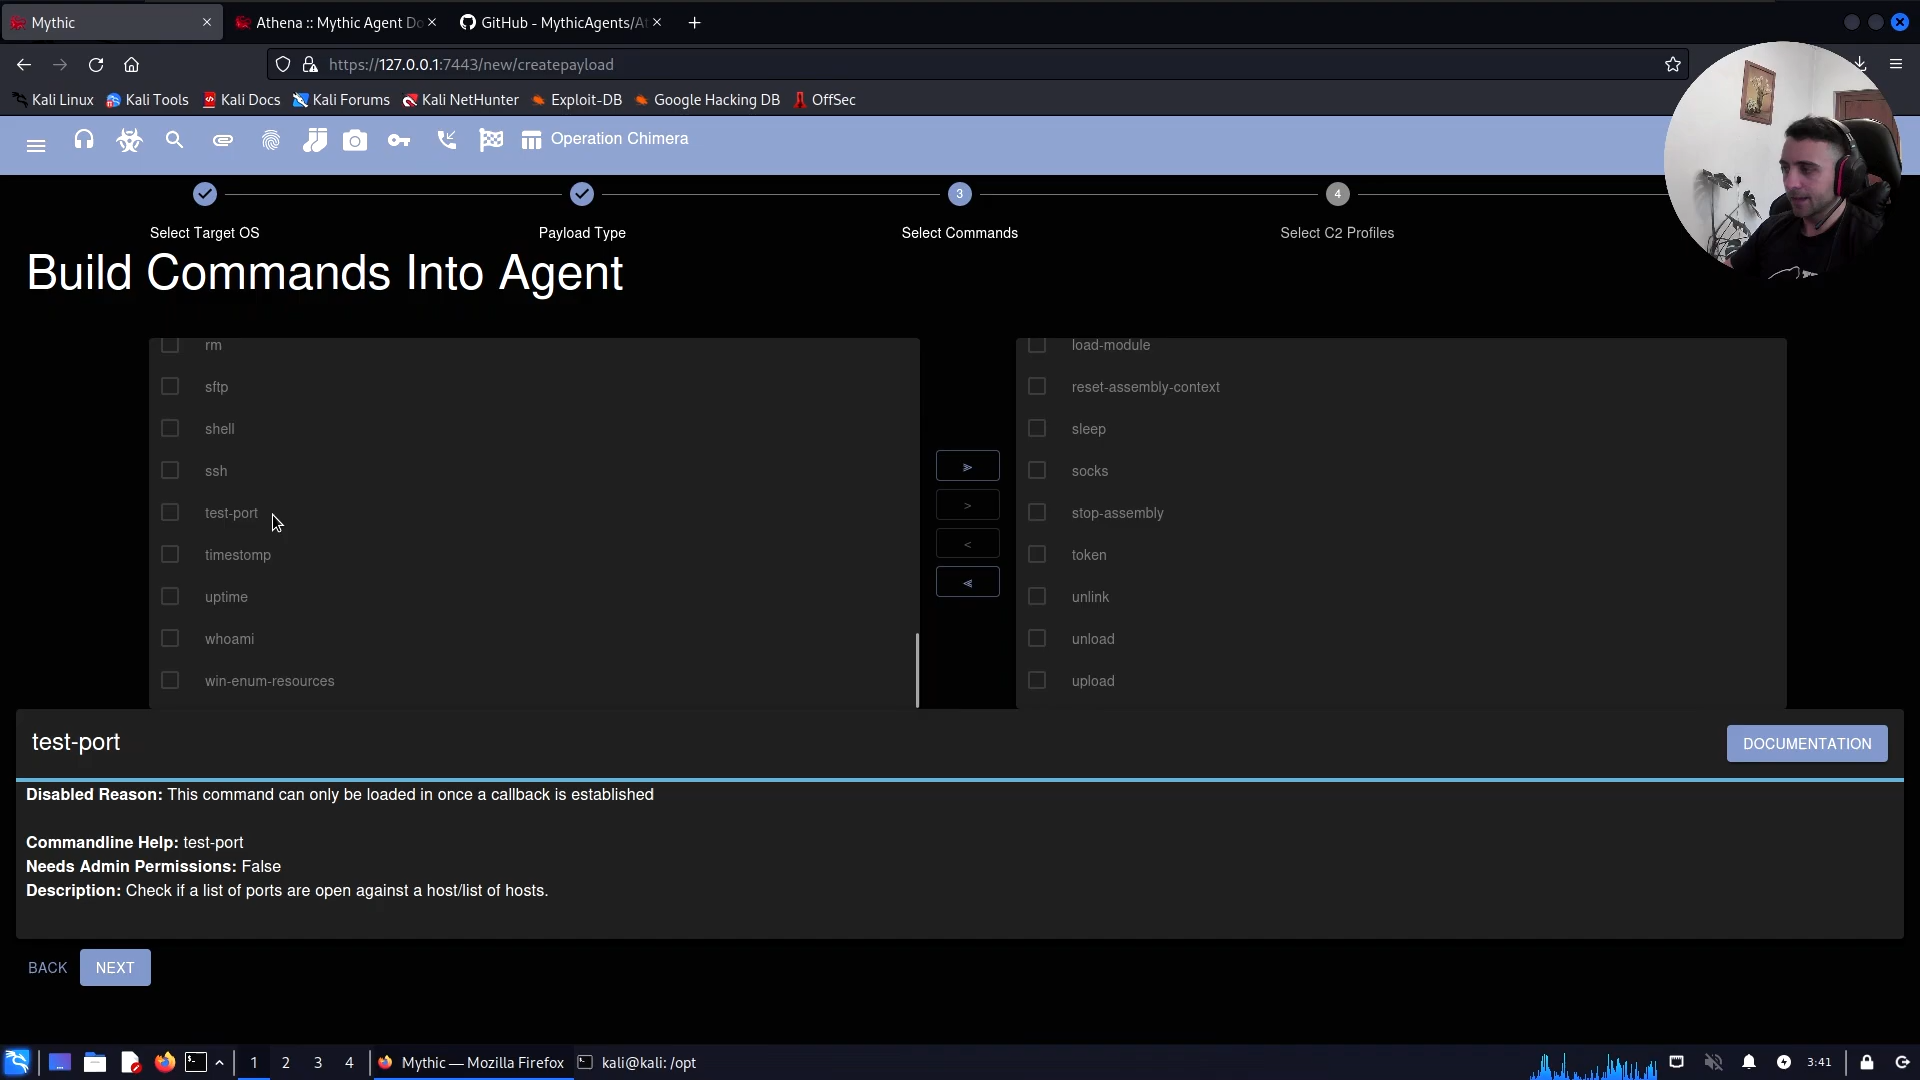 Mythic
Athena :: Mythic Agent Do
GitHub - MythicAgents/At
https://127.0.0.1:7443/new/createpayload
Kali Linux
Kali Tools
Kali Docs
Kali Forums
Kali NetHunter
Exploit-DB
Google Hacking DB
OffSec
Operation Chimera
3
4
Select Target OS
Payload Type
Select Commands
Select C2 Profiles
Build Commands Into Agent
rm
sftp
shell
ssh
test-port
timestomp
uptime
whoami
win-enum-resources
load-module
reset-assembly-context
sleep
socks
stop-assembly
token
unlink
unload
upload
test-port
DOCUMENTATION
Disabled Reason: This command can only be loaded in once a callback is established
Commandline Help: test-port
Needs Admin Permissions: False
Description: Check if a list of ports are open against a host/list of hosts.
BACK
NEXT
1
2
3
4
Mythic — Mozilla Firefox
kali@kali: /opt
3:41